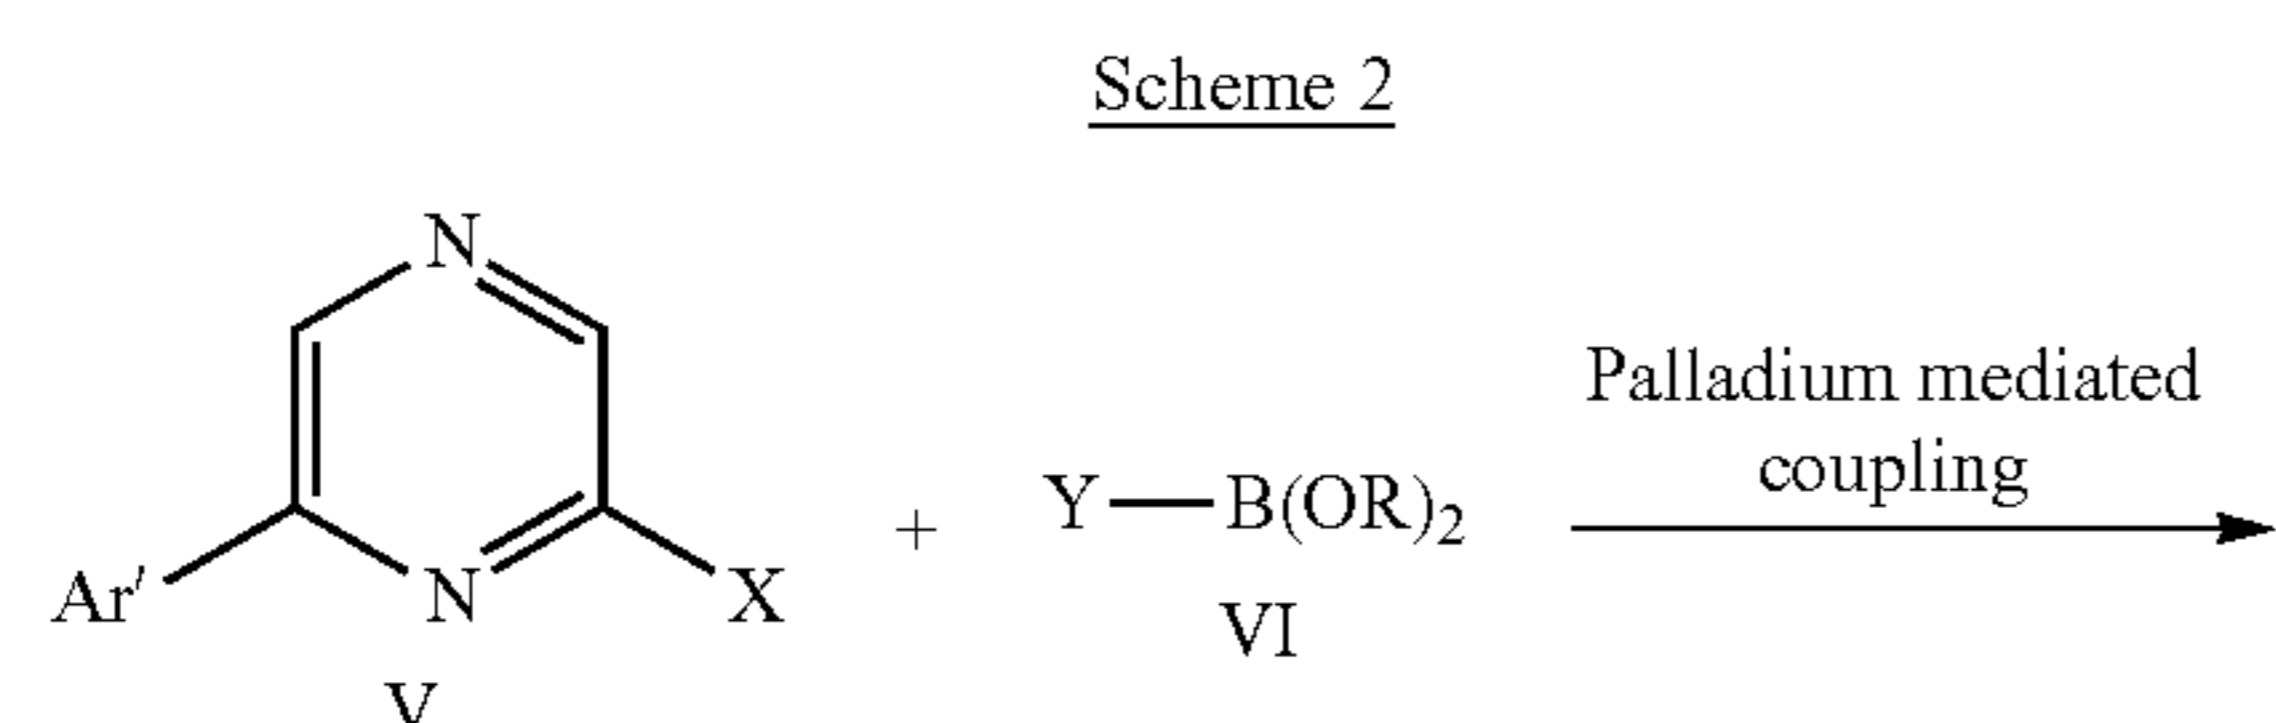 Scheme 2
N
Palladium mediated
coupling
+
Y—B(OR)₂
Ar′
N
X
VI
V